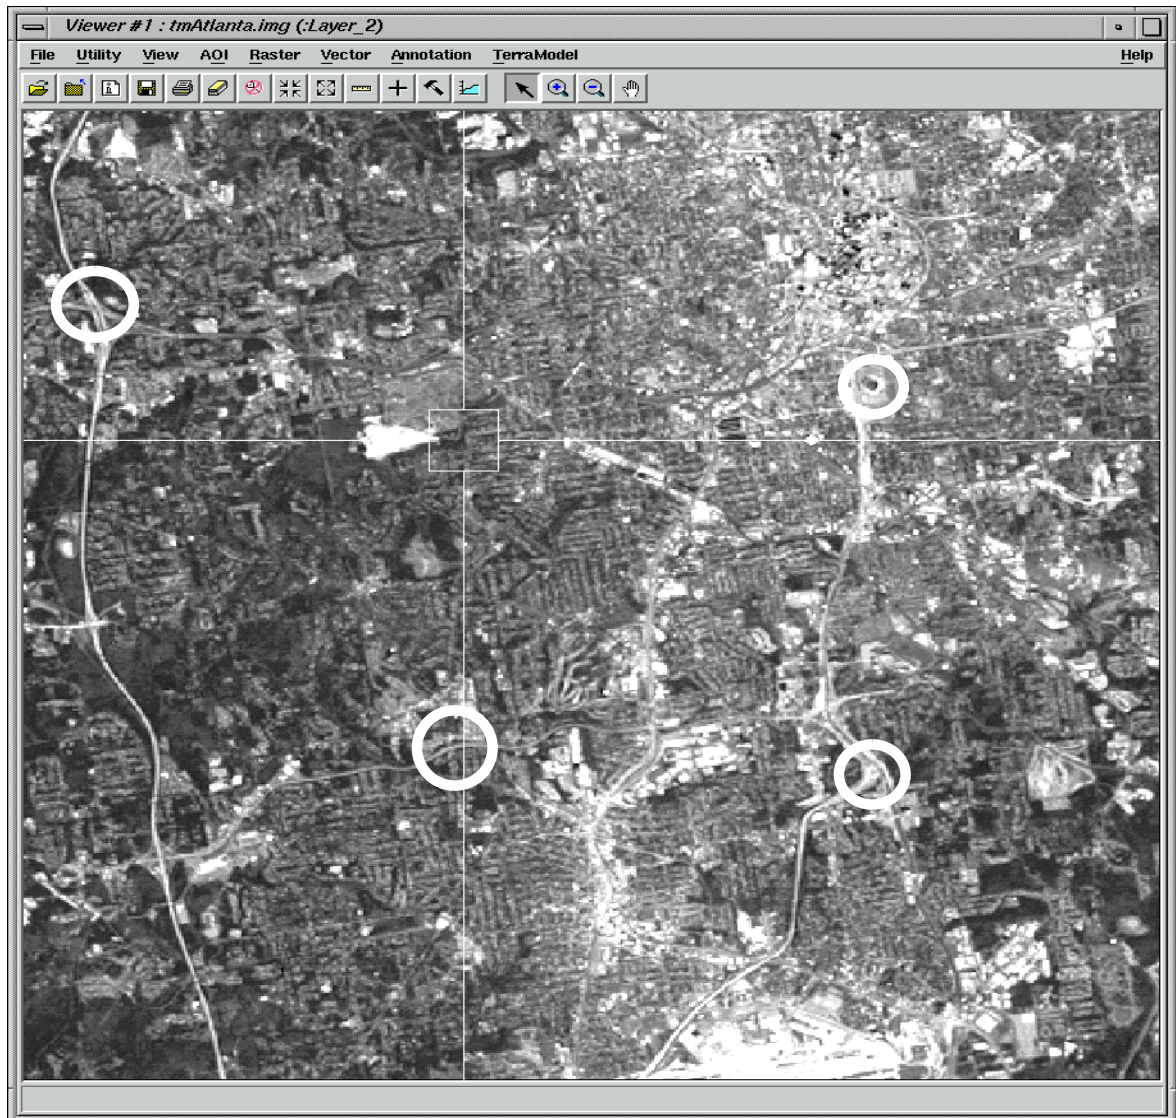 Viewer #1 : tmAtlanta.img (:Layer_2)
File Utility View AOI Raster Vector Annotation TerraModel Help